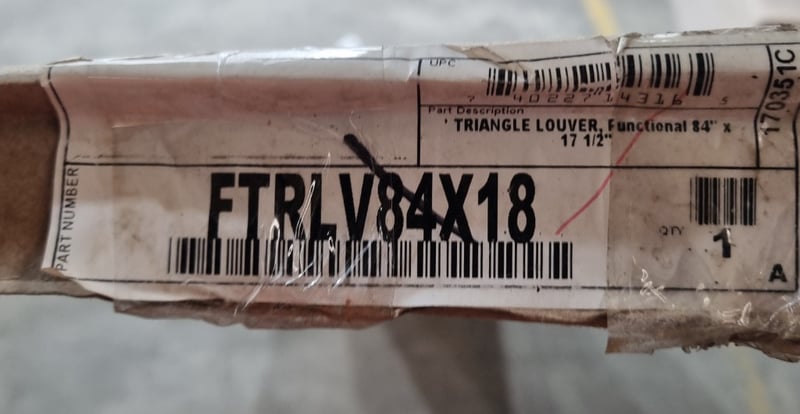 UPC
7 40227 14316 5
Part Description
' TRIANGLE LOUVER, Functional 84" x
17 1/2"
170351C
PART NUMBER
FTRLV84X18
QTY
1
A